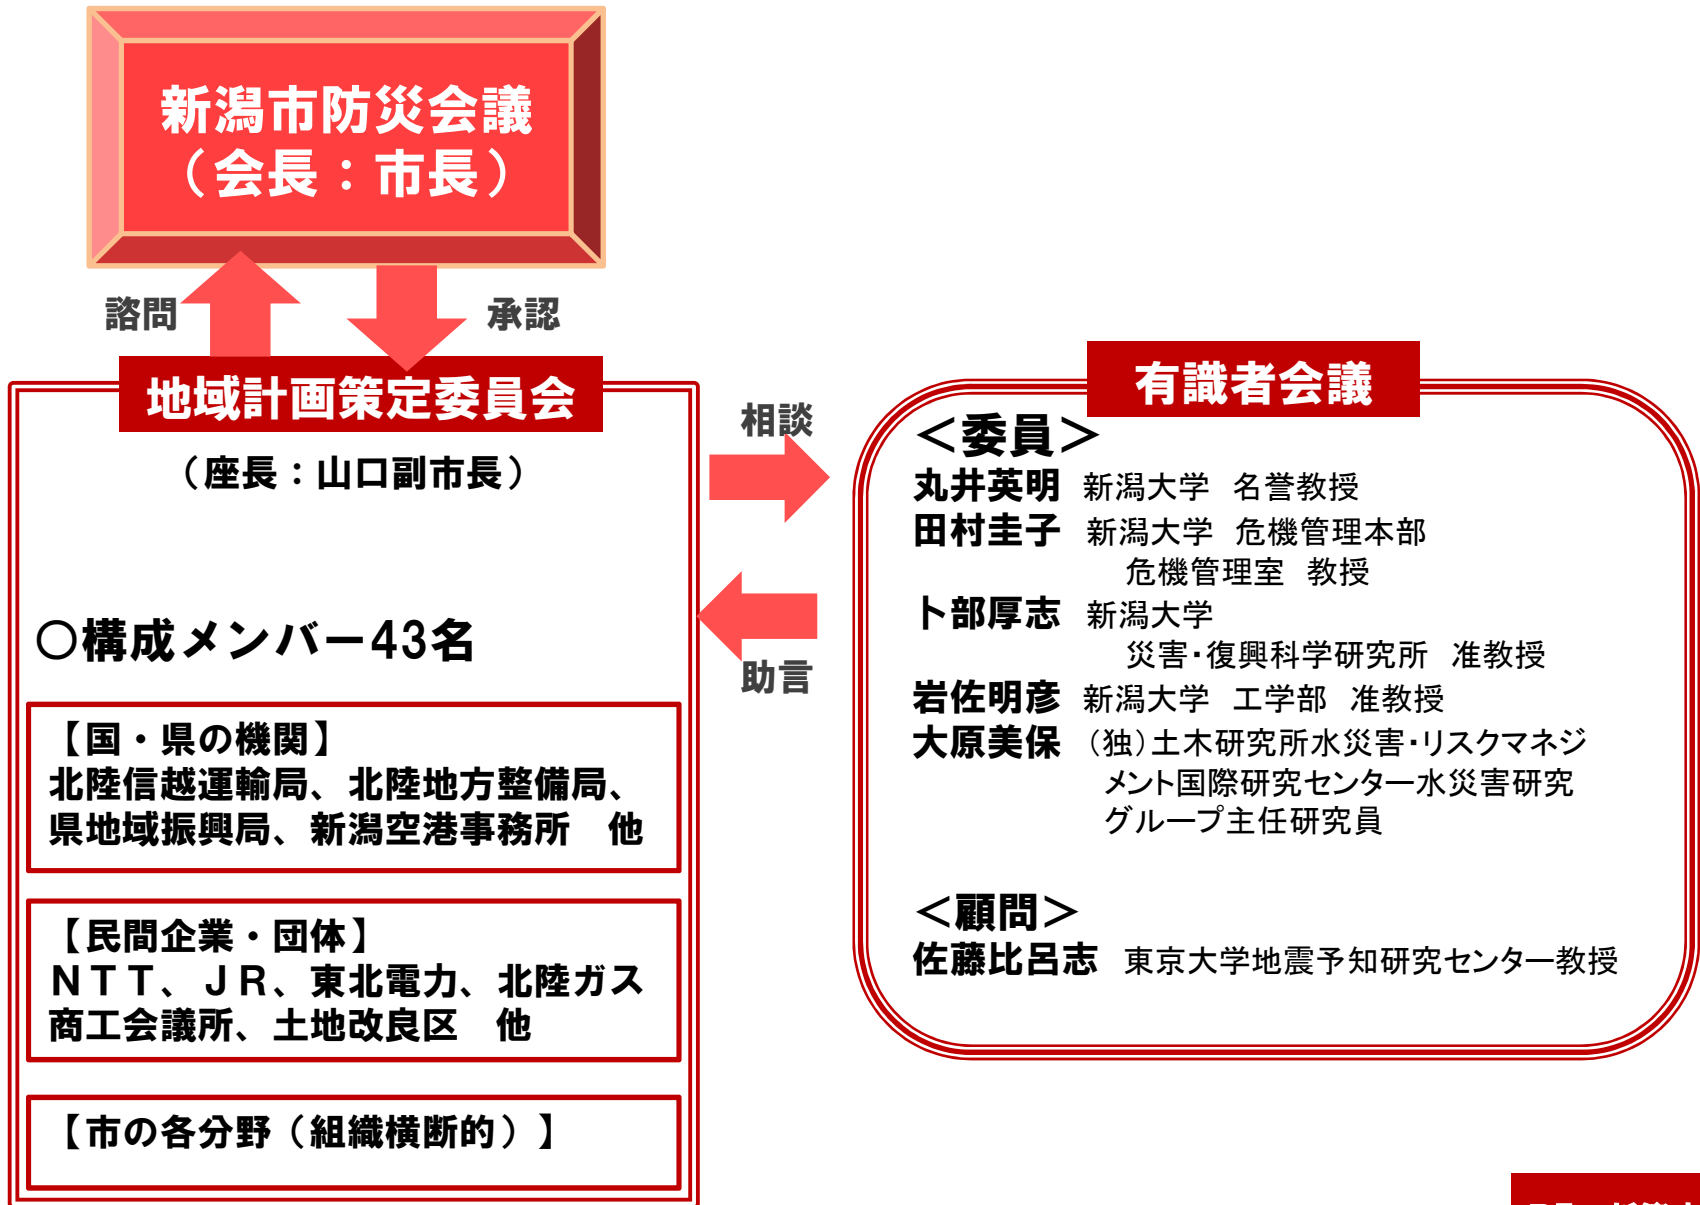 新潟市防災会議
（会長：市長）
諮問
承認
地域計画策定委員会
（座長：山口副市長）
○構成メンバー43名
【国・県の機関】
北陸信越運輸局、北陸地方整備局、
県地域振興局、新潟空港事務所　他
【民間企業・団体】
ＮＴＴ、ＪＲ、東北電力、北陸ガス
商工会議所、土地改良区　他
【市の各分野（組織横断的）】
相談
助言
有識者会議
＜委員＞
丸井英明　新潟大学　名誉教授
田村圭子　新潟大学　危機管理本部
危機管理室　教授
卜部厚志　新潟大学
災害・復興科学研究所　准教授
岩佐明彦　新潟大学　工学部　准教授
大原美保　（独）土木研究所水災害・リスクマネジ
メント国際研究センター水災害研究
グループ主任研究員
＜顧問＞
佐藤比呂志　東京大学地震予知研究センター教授